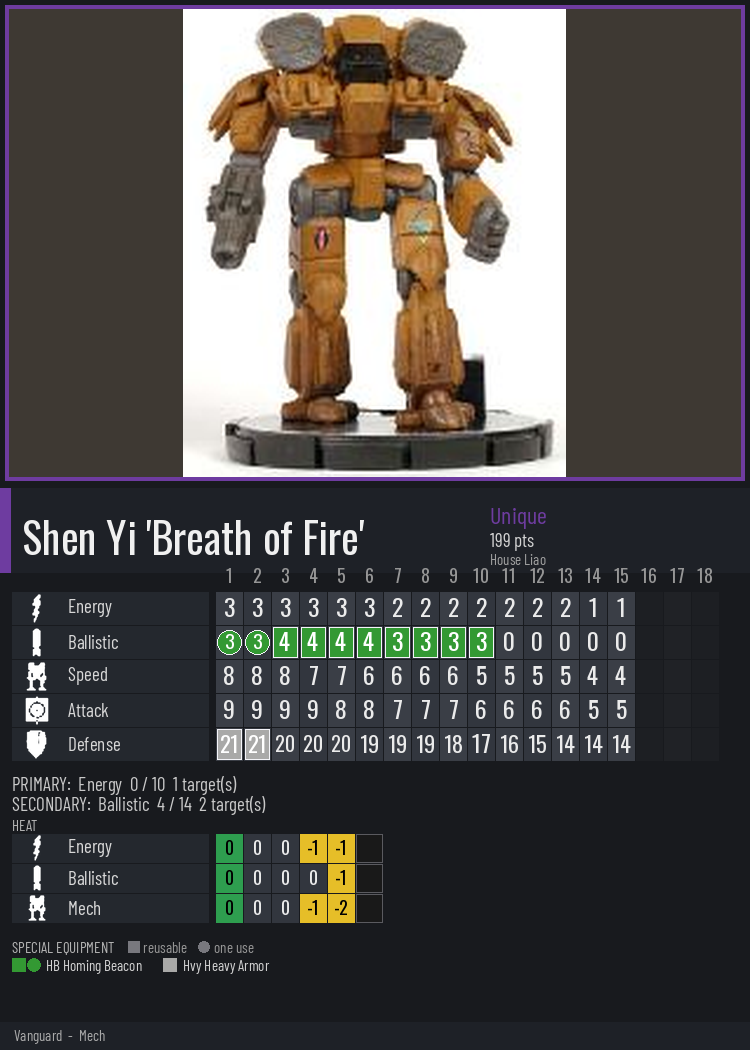 Shen Yi 'Breath of Fire'
Unique
199 pts
House Liao
1 2 3 4 5 6 7 8 9 10 11 12 13 14 15 16 17 18
Energy 3 3 3 3 3 3 2 2 2 2 2 2 2 1 1
Ballistic 3 3 4 4 4 4 3 3 3 3 0 0 0 0 0
Speed 8 8 8 7 7 6 6 6 6 5 5 5 5 4 4
Attack 9 9 9 9 8 8 7 7 7 6 6 6 6 5 5
Defense 21 21 20 20 20 19 19 19 18 17 16 15 14 14 14
PRIMARY: Energy 0 / 10 1 target(s)
SECONDARY: Ballistic 4 / 14 2 target(s)
HEAT
Energy 0 0 0 -1 -1
Ballistic 0 0 0 0 -1
Mech 0 0 0 -1 -2
SPECIAL EQUIPMENT reusable one use
HB Homing Beacon Hvy Heavy Armor
Vanguard - Mech